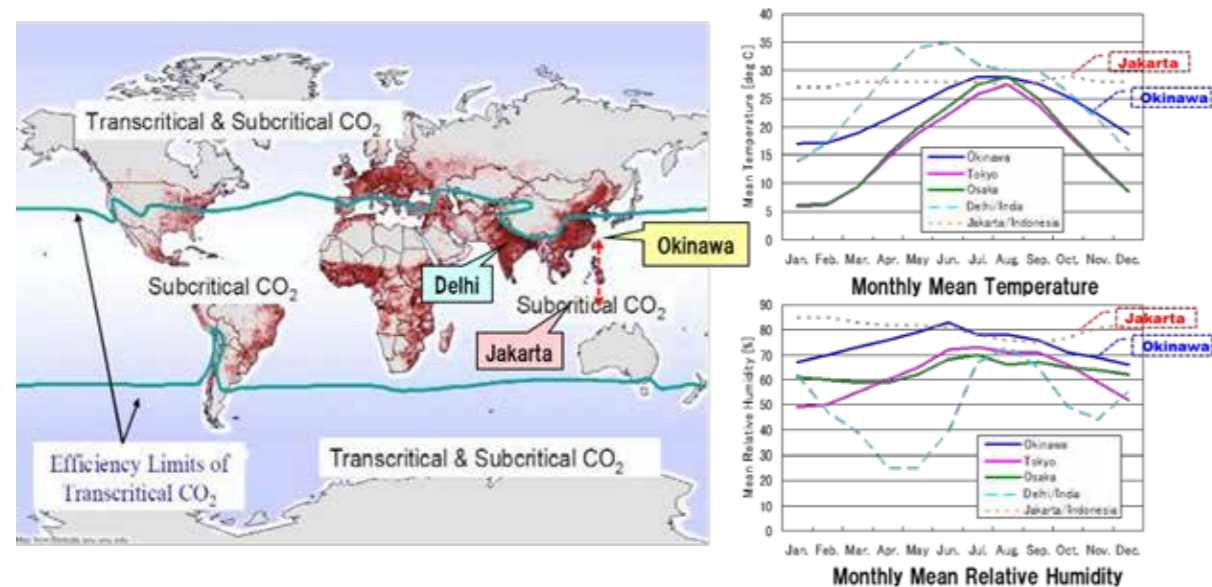 Transcritical & Subcritical CO2
Subcritical CO2
Delhi
Okinawa
Subcritical CO2
Jakarta
Efficiency Limits of
Transcritical CO2
Transcritical & Subcritical CO2
Mean Temperature [deg C]
40
35
30
25
20
15
10
5
0
Jakarta
Okinawa
Okinawa
Tokyo
Osaka
Delhi/India
Jakarta/Indonesia
Jan. Feb. Mar. Apr. May Jun. Jul. Aug. Sep. Oct. Nov. Dec.
Monthly Mean Temperature
Mean Relative Humidity [%]
90
80
70
60
50
40
30
20
10
0
Jakarta
Okinawa
Okinawa
Tokyo
Osaka
Delhi/India
Jakarta/Indonesia
Jan. Feb. Mar. Apr. May Jun. Jul. Aug. Sep. Oct. Nov. Dec.
Monthly Mean Relative Humidity